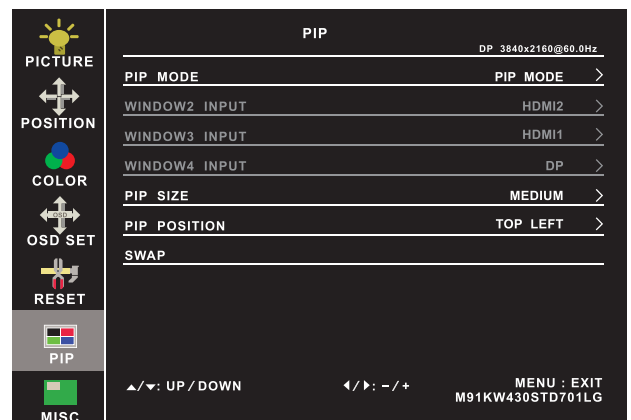 PIP
DP 3840x2160@60.0Hz
PICTURE
POSITION
COLOR
OSD
OSD SET
RESET
PIP
MISC
PIP MODE PIP MODE >
WINDOW2 INPUT HDMI2 >
WINDOW3 INPUT HDMI1 >
WINDOW4 INPUT DP >
PIP SIZE MEDIUM >
PIP POSITION TOP LEFT >
SWAP
▲/▼: UP / DOWN ◀/▶: - / + MENU : EXIT
M91KW430STD701LG